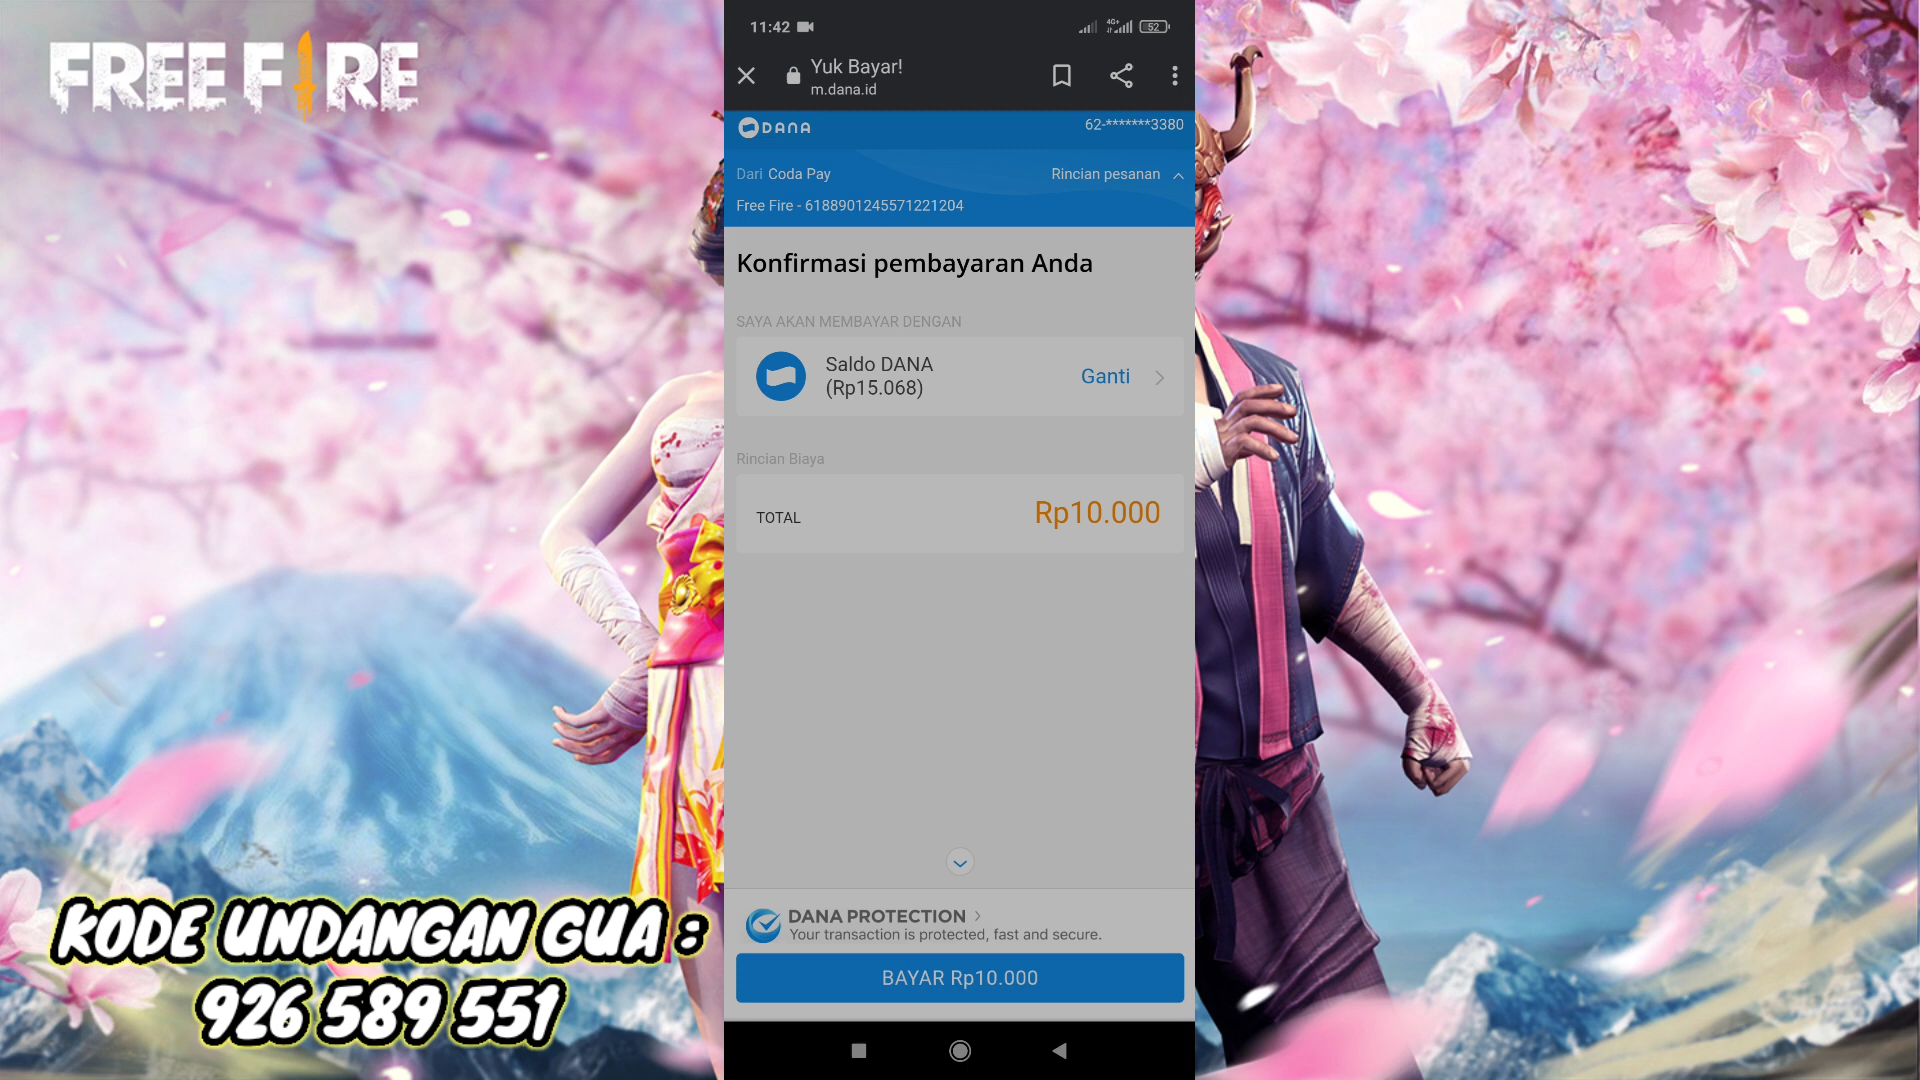 FREE FIRE
11:42
4G+
52
Yuk Bayar!
m.dana.id
DANA
62-*******3380
Dari Coda Pay
Rincian pesanan
Free Fire - 6188901245571221204
Konfirmasi pembayaran Anda
SAYA AKAN MEMBAYAR DENGAN
Saldo DANA
(Rp15.068)
Ganti
Rincian Biaya
TOTAL
Rp10.000
DANA PROTECTION
Your transaction is protected, fast and secure.
BAYAR Rp10.000
KODE UNDANGAN GUA :
926 589 551